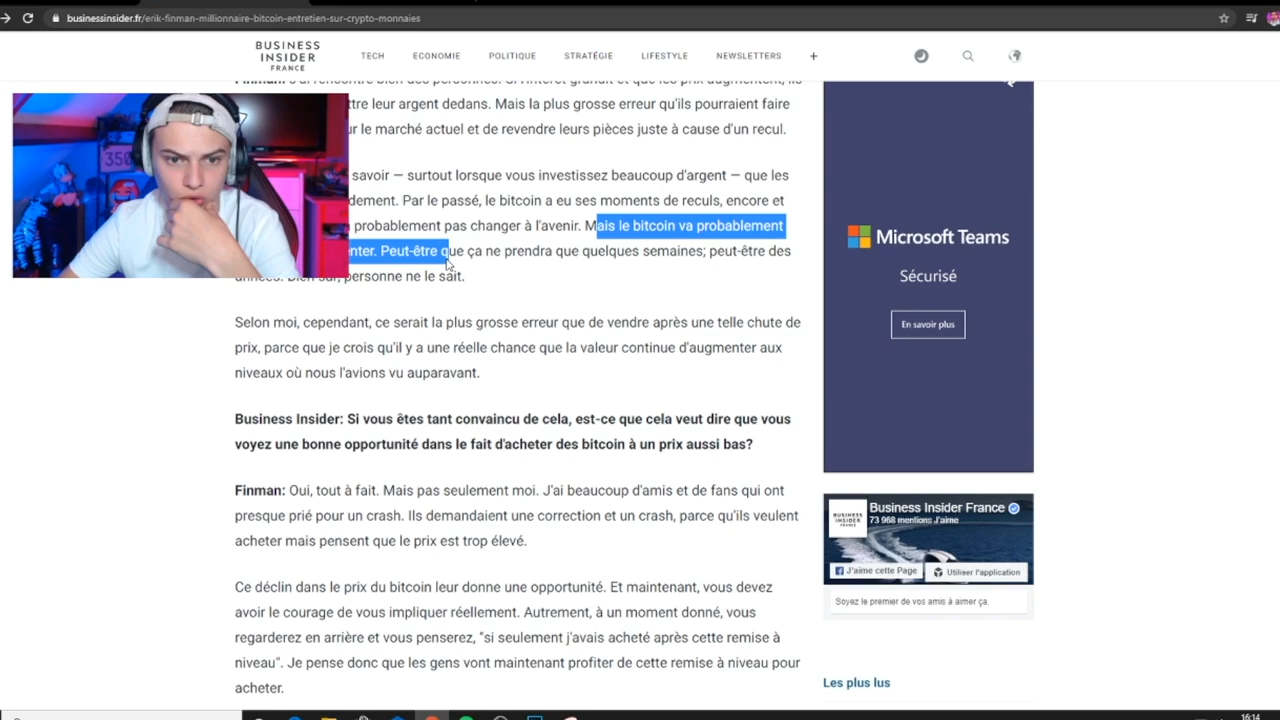 businessinsider.fr/erik-finman-millionnaire-bitcoin-entretien-sur-crypto-monnaies
BUSINESS
INSIDER
FRANCE
TECH
ECONOMIE
POLITIQUE
STRATÉGIE
LIFESTYLE
NEWSLETTERS
+
ttre leur argent dedans. Mais la plus grosse erreur qu'ils pourraient faire
r le marché actuel et de revendre leurs pièces juste à cause d'un recul.
savoir — surtout lorsque vous investissez beaucoup d'argent — que les
dement. Par le passé, le bitcoin a eu ses moments de reculs, encore et
probablement pas changer à l'avenir. Mais le bitcoin va probablement
nter. Peut-être que ça ne prendra que quelques semaines; peut-être des
années. Bien sûr, personne ne le sait.
Selon moi, cependant, ce serait la plus grosse erreur que de vendre après une telle chute de
prix, parce que je crois qu'il y a une réelle chance que la valeur continue d'augmenter aux
niveaux où nous l'avions vu auparavant.
Business Insider: Si vous êtes tant convaincu de cela, est-ce que cela veut dire que vous
voyez une bonne opportunité dans le fait d'acheter des bitcoin à un prix aussi bas?
Finman: Oui, tout à fait. Mais pas seulement moi. J'ai beaucoup d'amis et de fans qui ont
presque prié pour un crash. Ils demandaient une correction et un crash, parce qu'ils veulent
acheter mais pensent que le prix est trop élevé.
Ce déclin dans le prix du bitcoin leur donne une opportunité. Et maintenant, vous devez
avoir le courage de vous impliquer réellement. Autrement, à un moment donné, vous
regarderez en arrière et vous penserez, "si seulement j'avais acheté après cette remise à
niveau". Je pense donc que les gens vont maintenant profiter de cette remise à niveau pour
acheter.
350
Microsoft Teams
Sécurisé
En savoir plus
BUSINESS
INSIDER
FRANCE
Business Insider France
73 968 mentions J'aime
J'aime cette Page
Utiliser l'application
Soyez le premier de vos amis à aimer ça.
Les plus lus
16:14